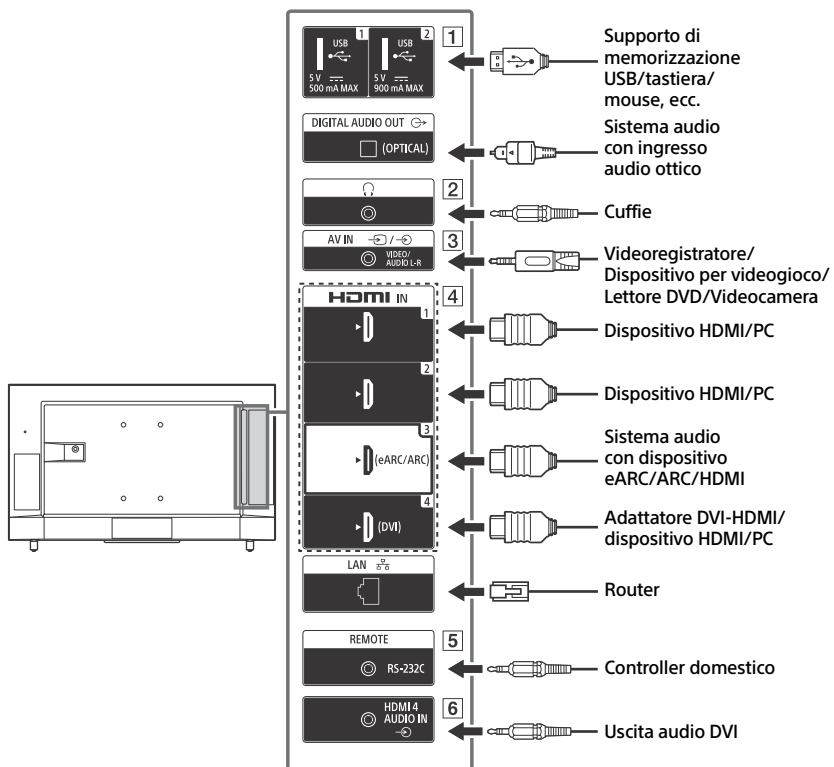 1
2
USB
USB
5 V
500 mA MAX
5 V
900 mA MAX
1
Supporto di
memorizzazione
USB/tastiera/
mouse, ecc.
DIGITAL AUDIO OUT
(OPTICAL)
Sistema audio
con ingresso
audio ottico
2
Cuffie
AV IN
/
VIDEO/
AUDIO L-R
3
Videoregistratore/
Dispositivo per videogioco/
Lettore DVD/Videocamera
HDMI IN
4
1
Dispositivo HDMI/PC
2
Dispositivo HDMI/PC
3
(eARC/ARC)
Sistema audio
con dispositivo
eARC/ARC/HDMI
4
(DVI)
Adattatore DVI-HDMI/
dispositivo HDMI/PC
LAN
Router
REMOTE
RS-232C
5
Controller domestico
HDMI 4
AUDIO IN
6
Uscita audio DVI